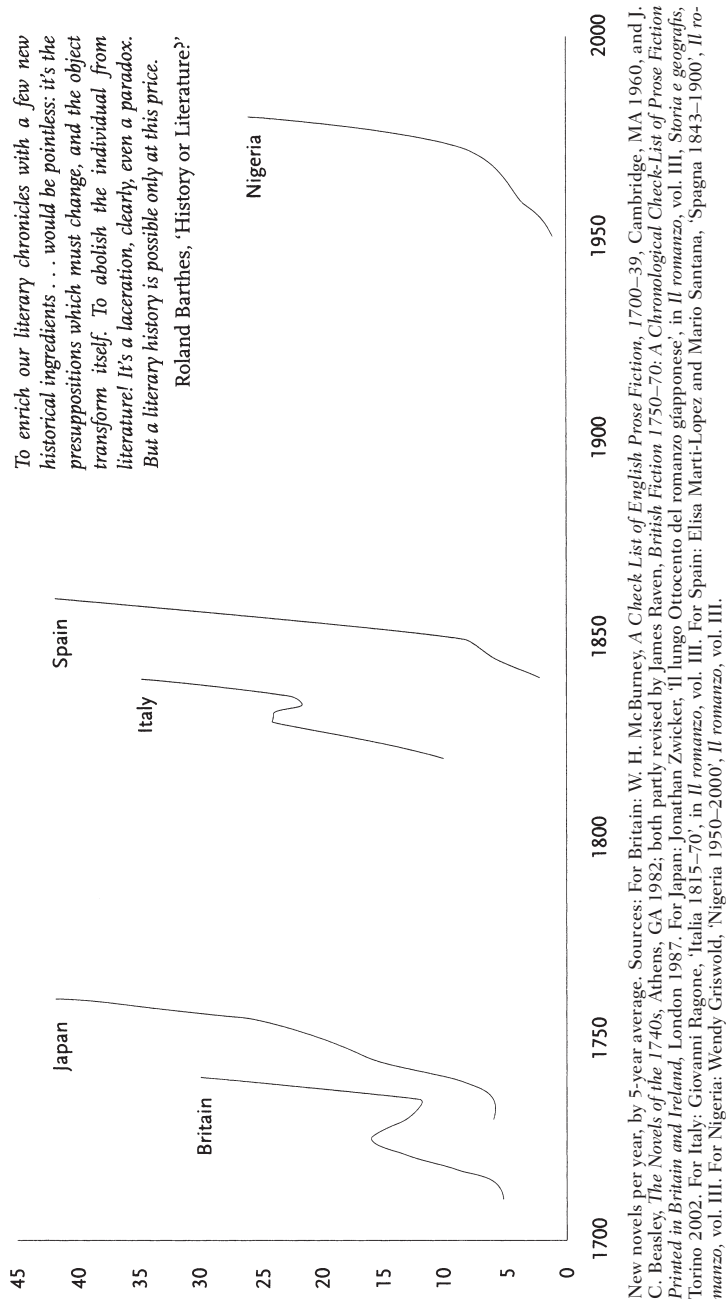 To enrich our literary chronicles with a few new
historical ingredients . . . would be pointless: it's the
presuppositions which must change, and the object
transform itself. To abolish the individual from
literature! It's a laceration, clearly, even a paradox.
But a literary history is possible only at this price.
Roland Barthes, 'History or Literature?'
45
40
35
30
25
20
15
10
5
0
Britain
Japan
Italy
Spain
Nigeria
1700
1750
1800
1850
1900
1950
2000
New novels per year, by 5-year average. Sources: For Britain: W. H. McBurney, A Check List of English Prose Fiction, 1700–39, Cambridge, MA 1960, and J.
C. Beasley, The Novels of the 1740s, Athens, GA 1982; both partly revised by James Raven, British Fiction 1750–70: A Chronological Check-List of Prose Fiction
Printed in Britain and Ireland, London 1987. For Japan: Jonathan Zwicker, 'Il lungo Ottocento del romanzo giapponese', in Il romanzo, vol. III, Storia e geografia,
Torino 2002. For Italy: Giovanni Ragone, 'Italia 1815–70', in Il romanzo, vol. III. For Spain: Elisa Marti-Lopez and Mario Santana, 'Spagna 1843–1900', Il ro-
manzo, vol. III. For Nigeria: Wendy Griswold, 'Nigeria 1950–2000', Il romanzo, vol. III.